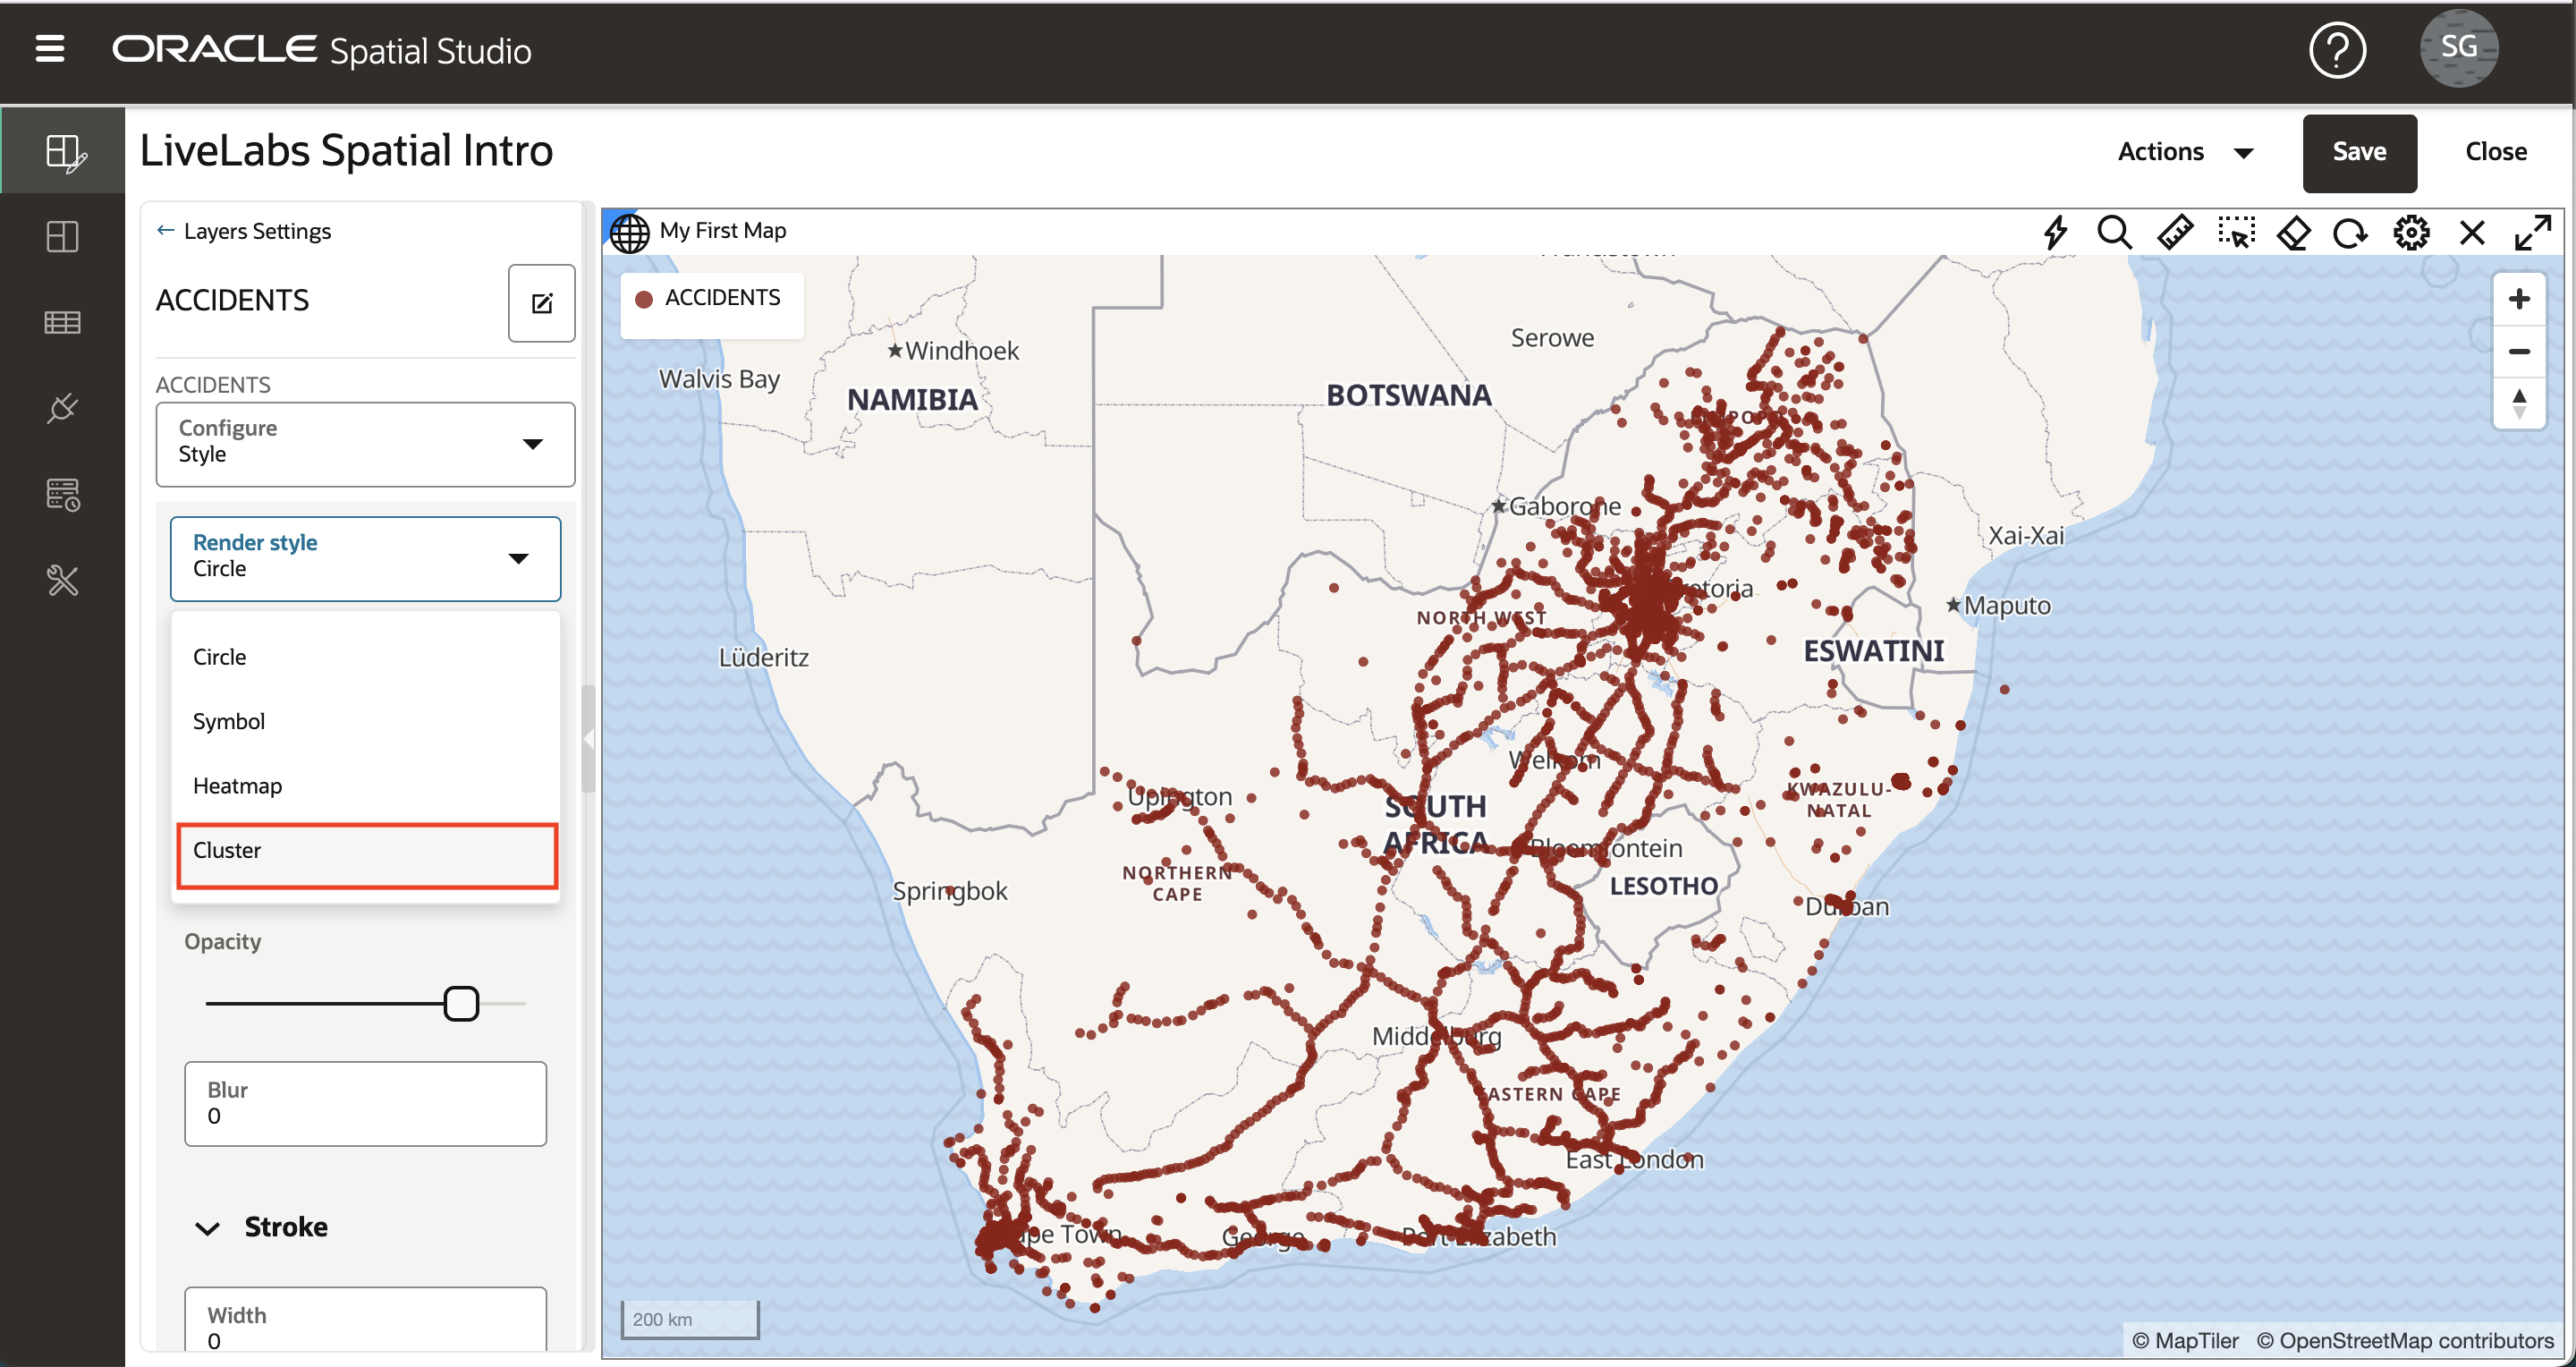 ORACLE Spatial Studio
SG
LiveLabs Spatial Intro
Actions
Save
Close
← Layers Settings
ACCIDENTS
ACCIDENTS
Configure
Style
Render style
Circle
Circle
Symbol
Heatmap
Cluster
Opacity
Blur
0
Stroke
Width
0
My First Map
ACCIDENTS
Serowe
Windhoek
Walvis Bay
NAMIBIA
BOTSWANA
Gaborone
Xai-Xai
Maputo
NORTH WEST
ESWATINI
Lüderitz
Welkom
Upington
SOUTH
AFRICA
KWAZULU-
NATAL
Bloemfontein
NORTHERN
CAPE
Springbok
LESOTHO
Durban
Middelburg
EASTERN CAPE
East London
Cape Town
George
Port Elizabeth
200 km
© MapTiler © OpenStreetMap contributors